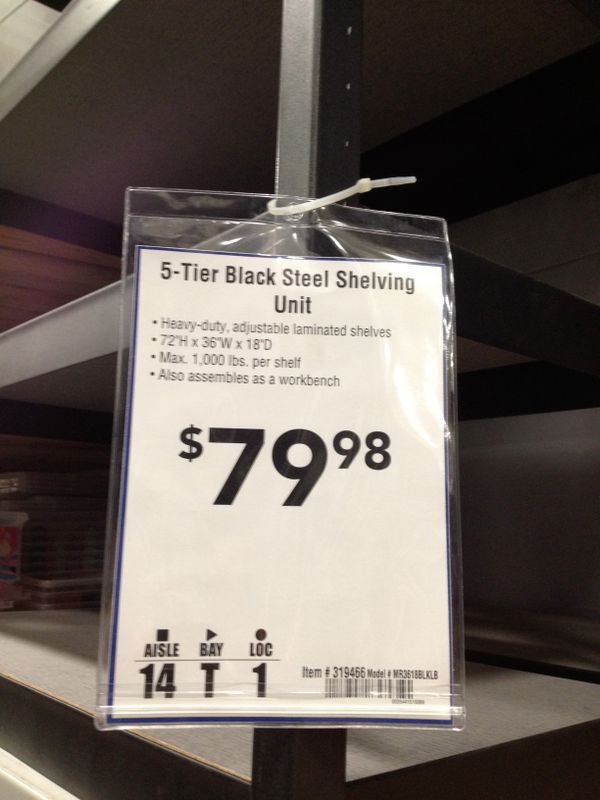 5-Tier Black Steel Shelving
Unit
• Heavy-duty, adjustable laminated shelves
• 72"H x 36"W x 18"D
• Max. 1,000 lbs. per shelf
• Also assembles as a workbench
$79 98
AISLE BAY LOC
14 T 1
Item # 319466 Model # MR3618BLKLB